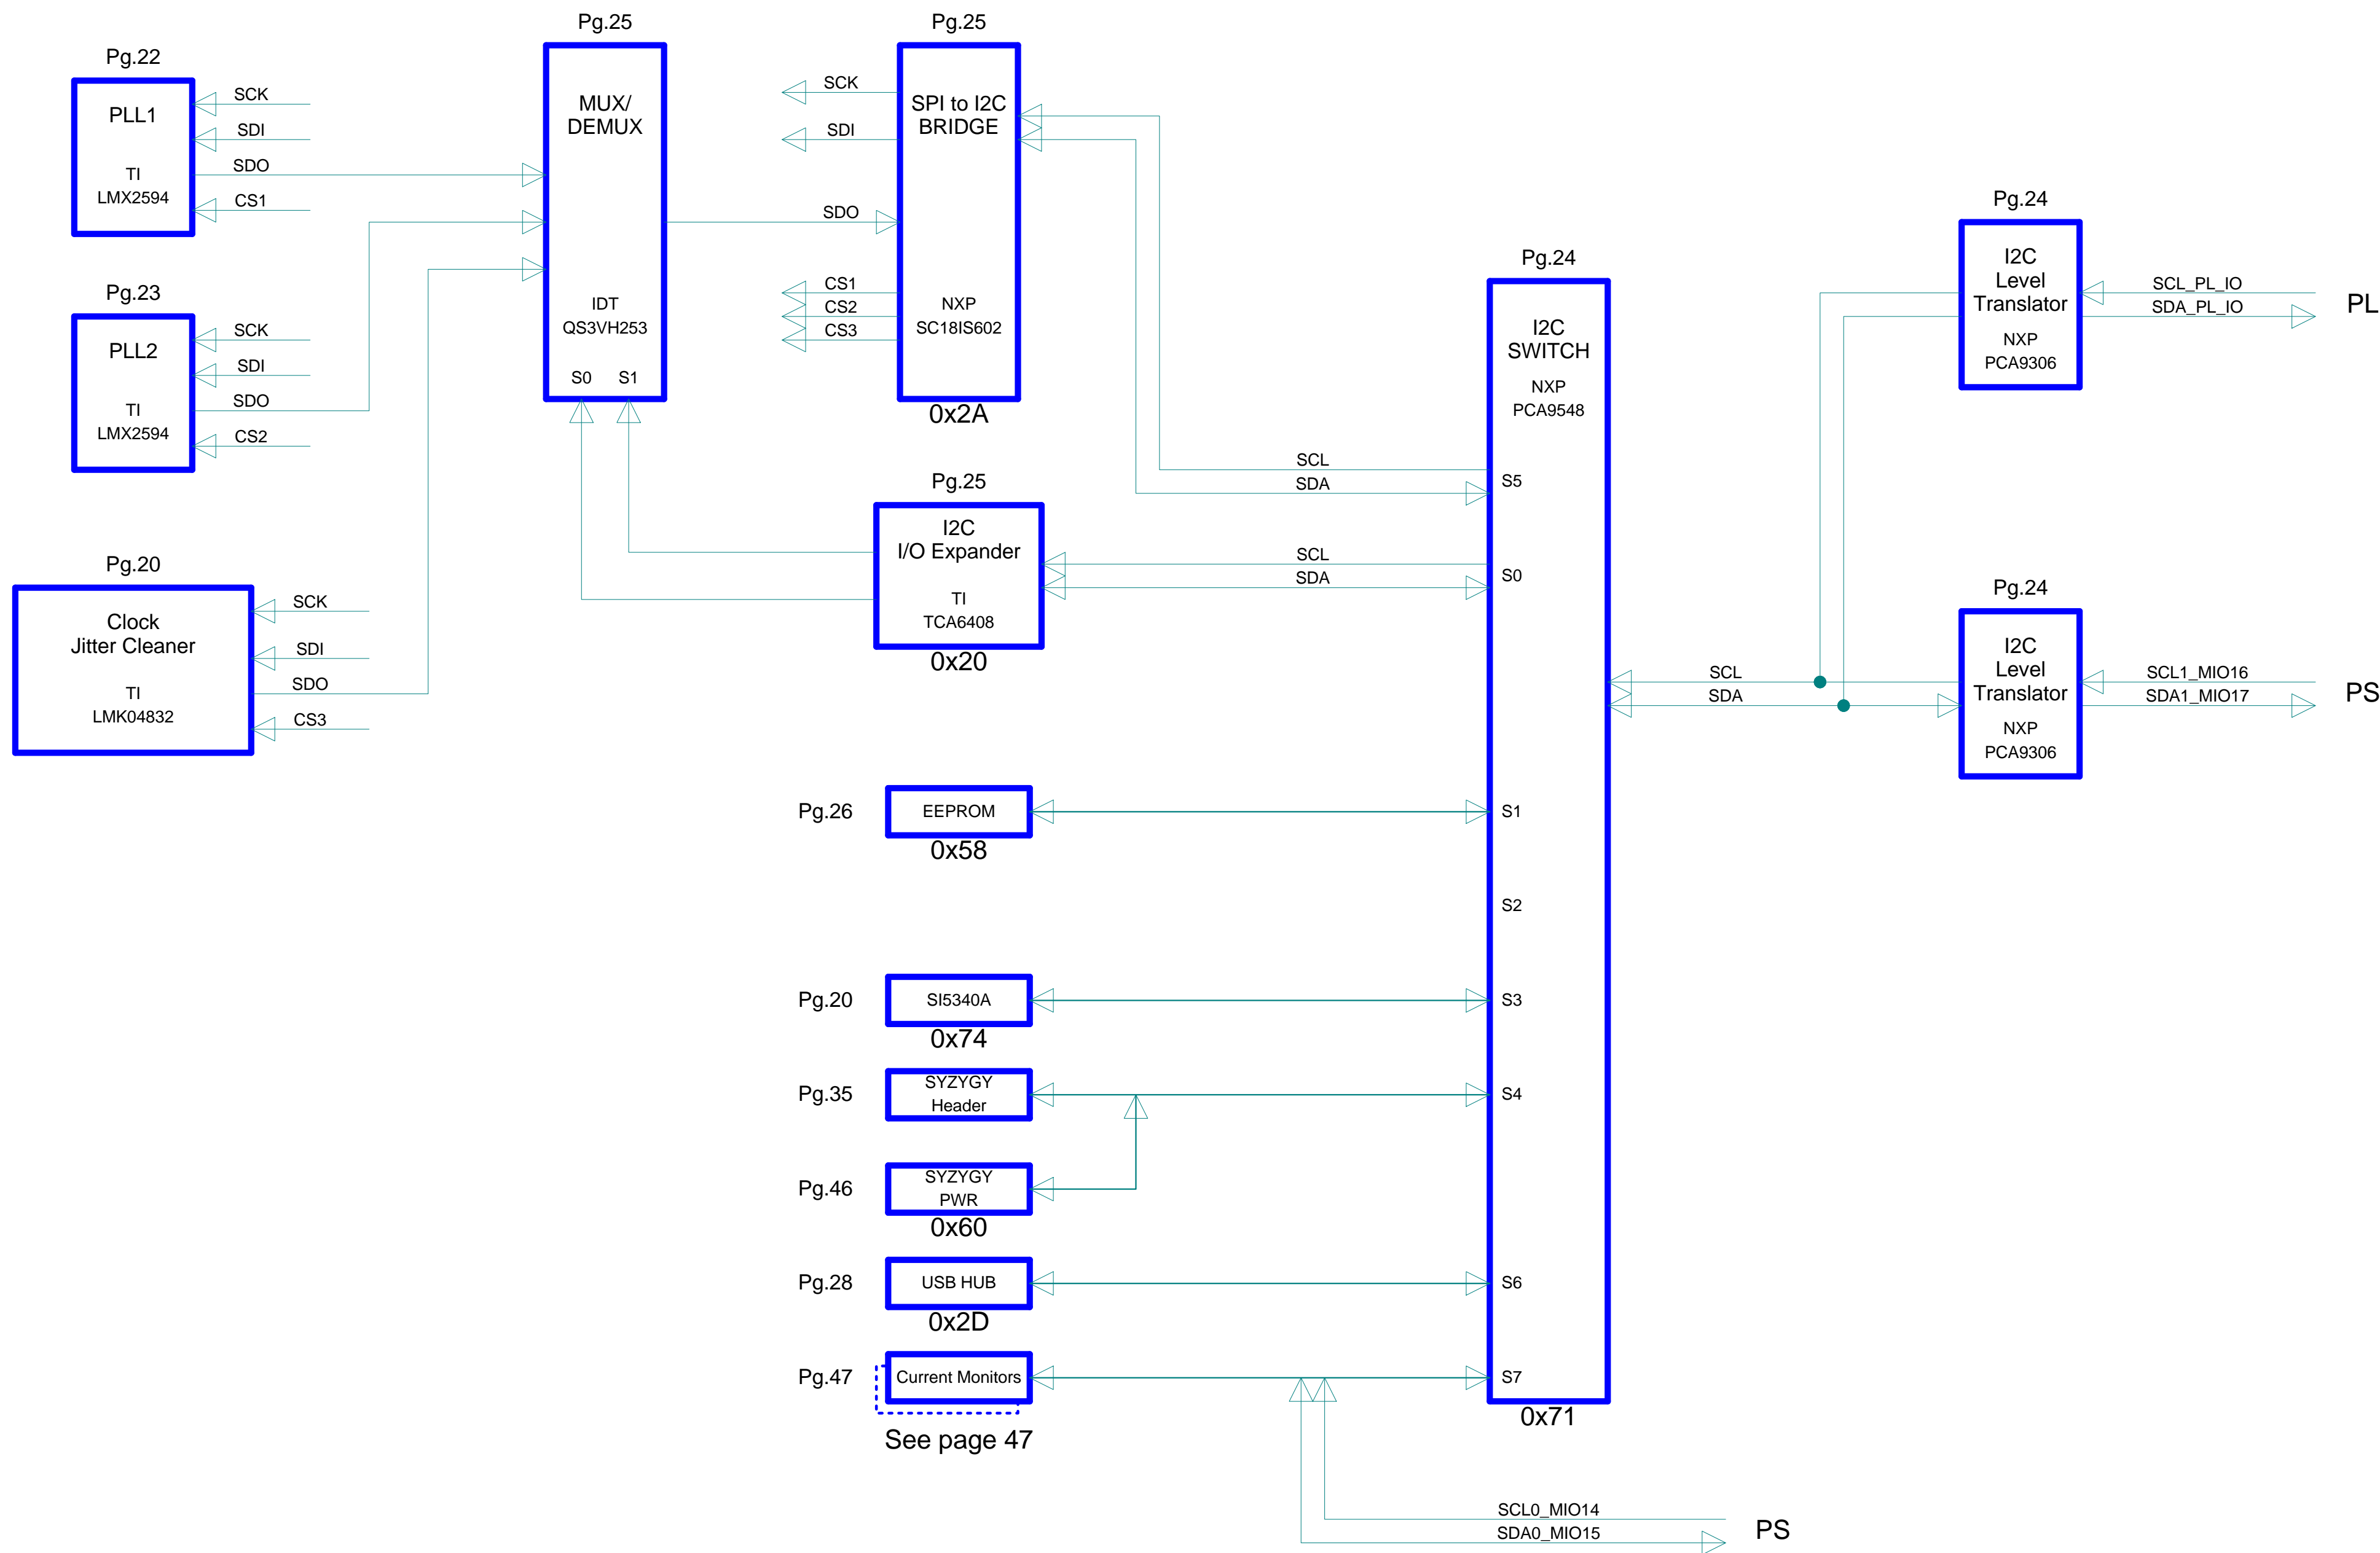 Pg.22
PLL1
TI
LMX2594
SCK
SDI
SDO
CS1
Pg.23
PLL2
TI
LMX2594
SCK
SDI
SDO
CS2
Pg.20
Clock
Jitter Cleaner
TI
LMK04832
SCK
SDI
SDO
CS3
Pg.25
MUX/
DEMUX
IDT
QS3VH253
S0 S1
Pg.25
SCK
SDI
SDO
CS1
CS2
CS3
SPI to I2C
BRIDGE
NXP
SC18IS602
0x2A
Pg.25
I2C
I/O Expander
TI
TCA6408
0x20
SCL
SDA
SCL
SDA
Pg.26
EEPROM
0x58
Pg.20
SI5340A
0x74
Pg.35
SYZYGY
Header
Pg.46
SYZYGY
PWR
0x60
Pg.28
USB HUB
0x2D
Pg.47
Current Monitors
See page 47
Pg.24
I2C
SWITCH
NXP
PCA9548
S5
S0
S1
S2
S3
S4
S6
S7
0x71
SCL
SDA
Pg.24
I2C
Level
Translator
NXP
PCA9306
SCL_PL_IO
SDA_PL_IO
PL
Pg.24
I2C
Level
Translator
NXP
PCA9306
SCL1_MIO16
SDA1_MIO17
PS
SCL0_MIO14
SDA0_MIO15
PS